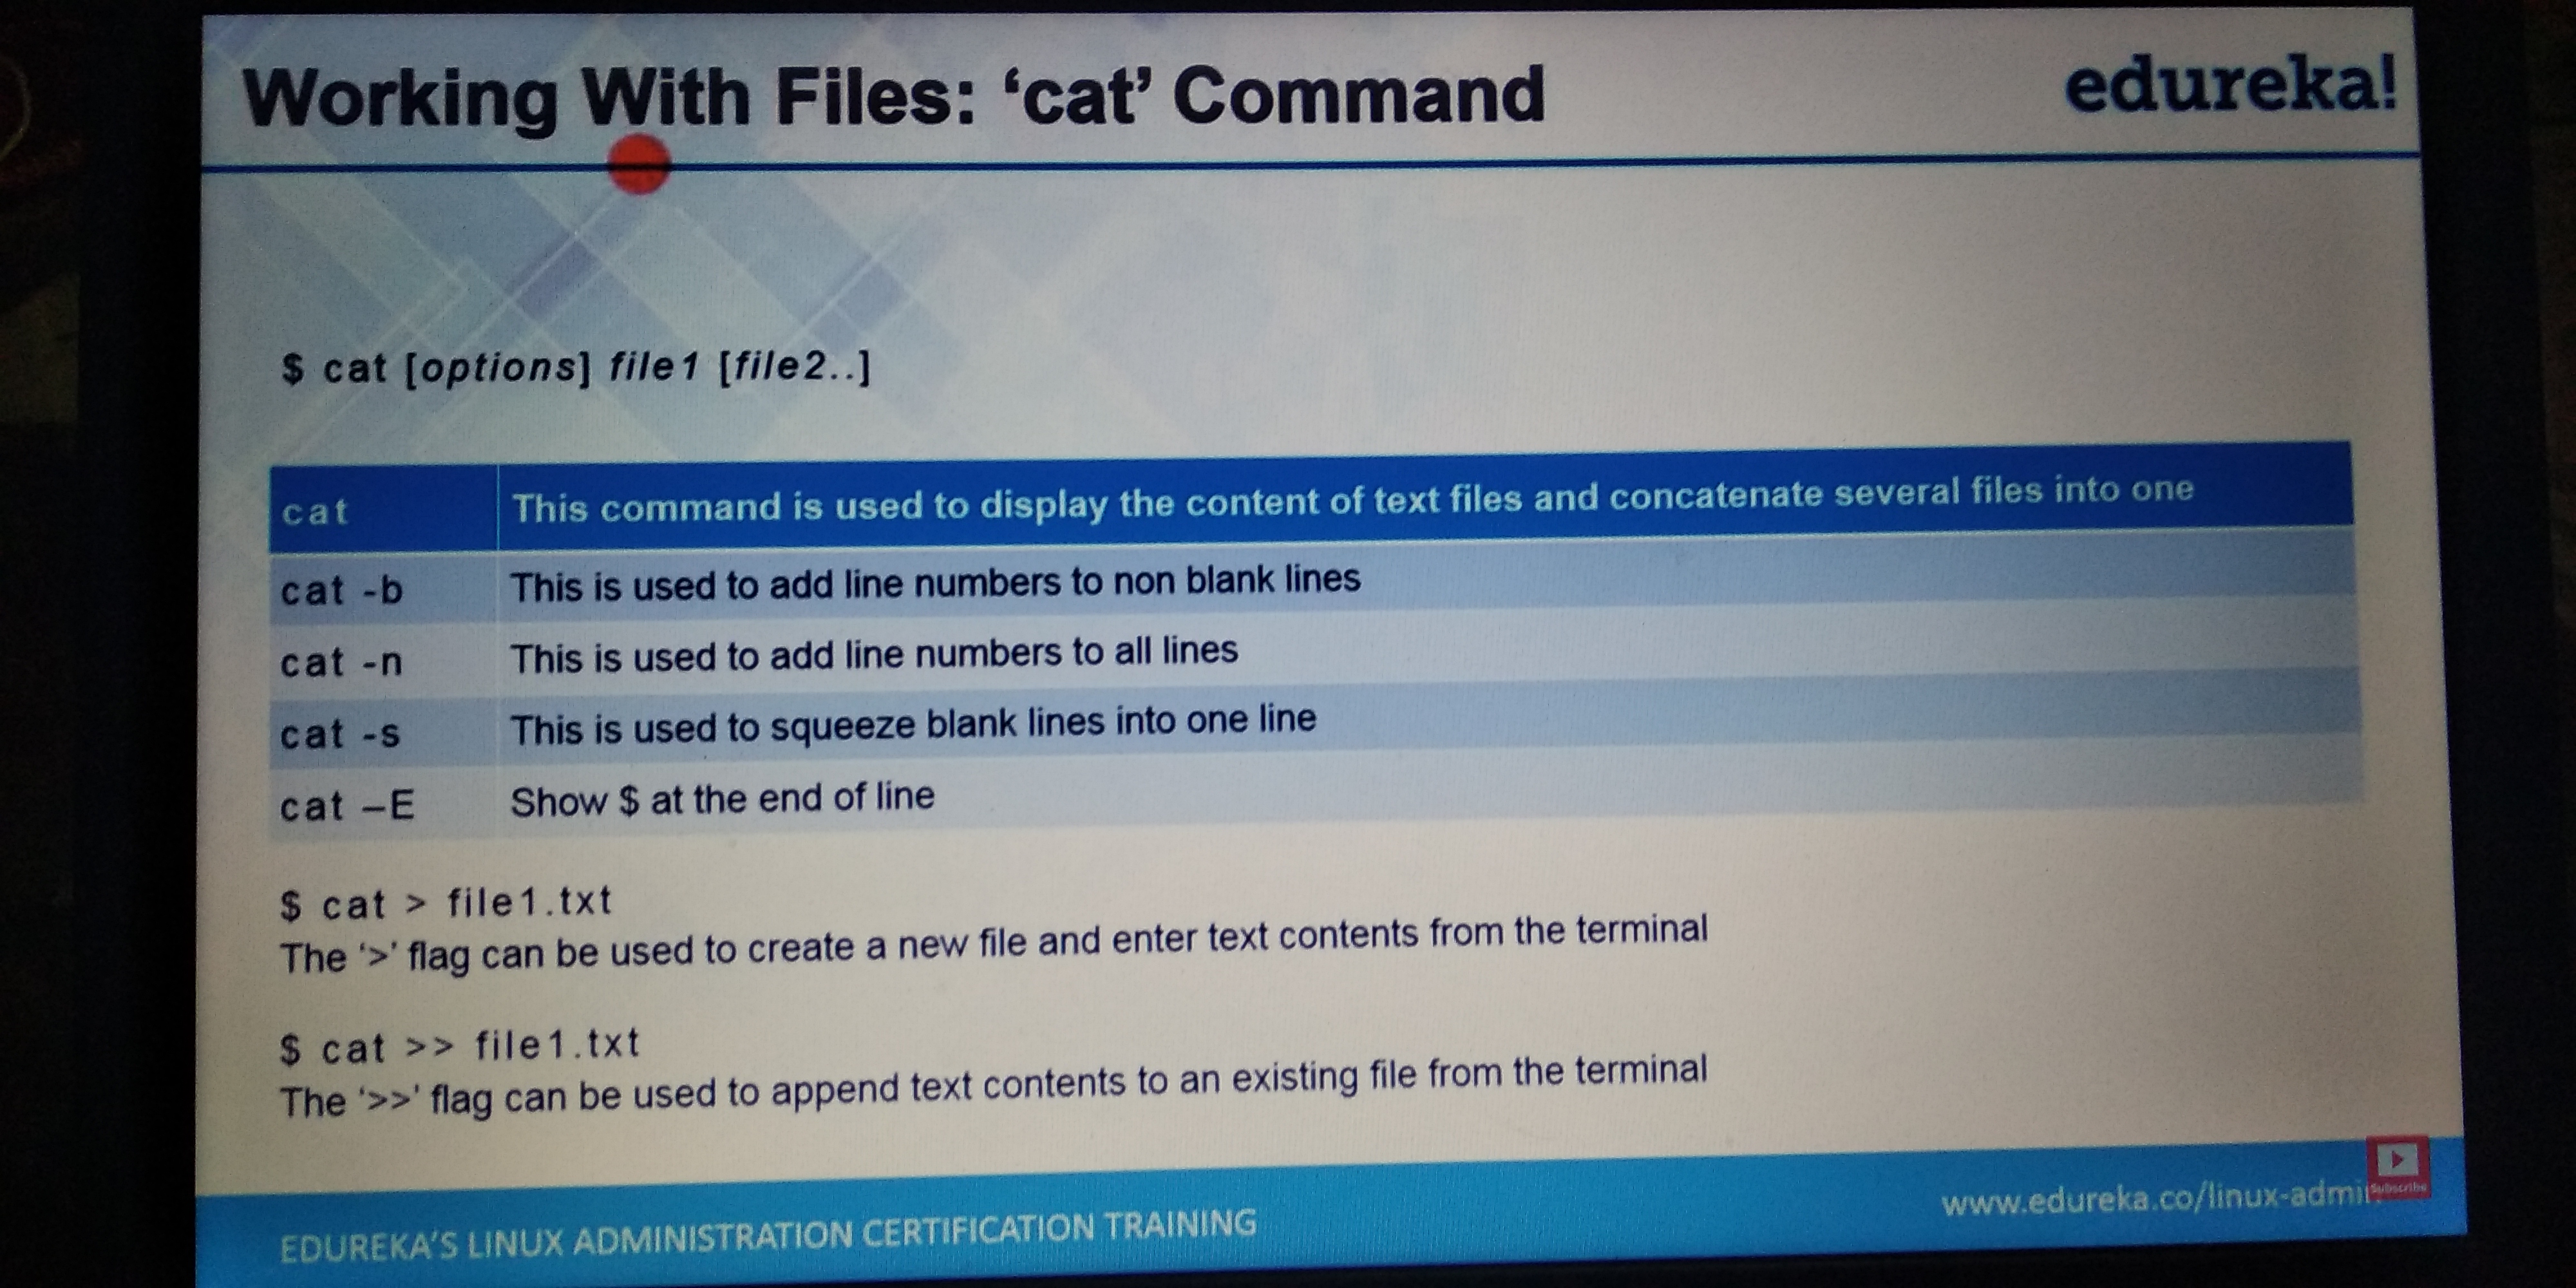 Working With Files: ‘cat’ Command
edureka!
$ cat [options] file1 [file2..]
cat This command is used to display the content of text files and concatenate several files into one
cat -b This is used to add line numbers to non blank lines
cat -n This is used to add line numbers to all lines
cat -s This is used to squeeze blank lines into one line
cat –E Show $ at the end of line
$ cat > file1.txt
The ‘>’ flag can be used to create a new file and enter text contents from the terminal
$ cat >> file1.txt
The ‘>>’ flag can be used to append text contents to an existing file from the terminal
EDUREKA’S LINUX ADMINISTRATION CERTIFICATION TRAINING
www.edureka.co/linux-admi
Subscribe